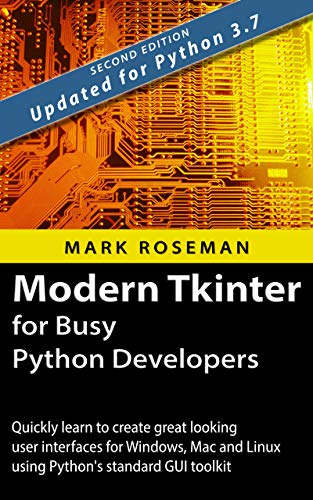 SECOND EDITION
Updated for Python 3.7
MARK ROSEMAN
Modern Tkinter
for Busy
Python Developers
Quickly learn to create great looking
user interfaces for Windows, Mac and Linux
using Python's standard GUI toolkit